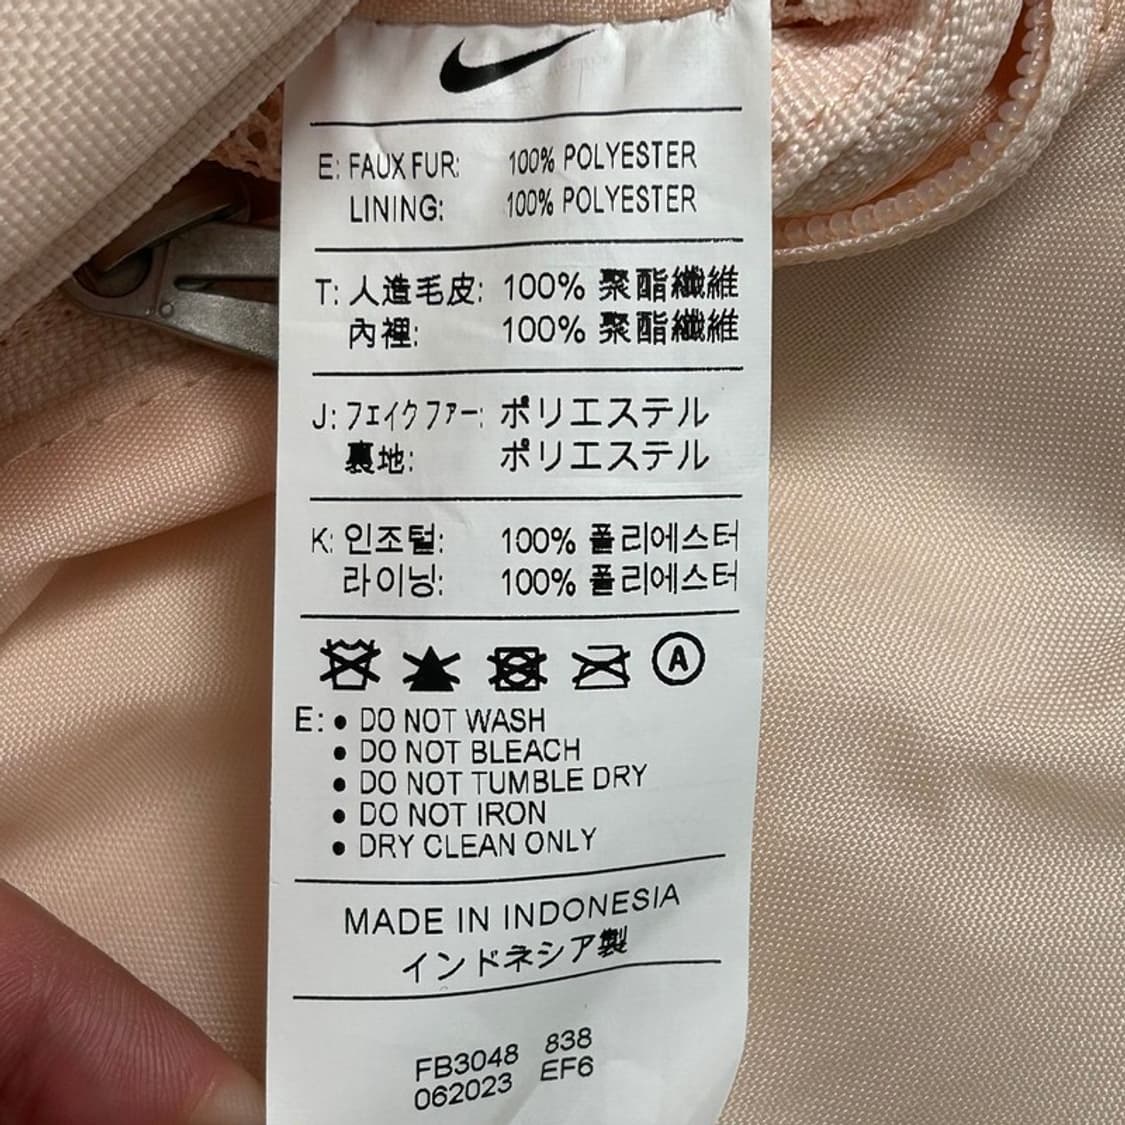 E: FAUX FUR: 100% POLYESTER
LINING: 100% POLYESTER
T: 人造毛皮: 100% 聚酯纖維
內裡: 100% 聚酯纖維
J: フェイクファー: ポリエステル
裏地: ポリエステル
K: 인조털: 100% 폴리에스터
라이닝: 100% 폴리에스터
A
E: • DO NOT WASH
• DO NOT BLEACH
• DO NOT TUMBLE DRY
• DO NOT IRON
• DRY CLEAN ONLY
MADE IN INDONESIA
インドネシア製
FB3048 838
062023 EF6